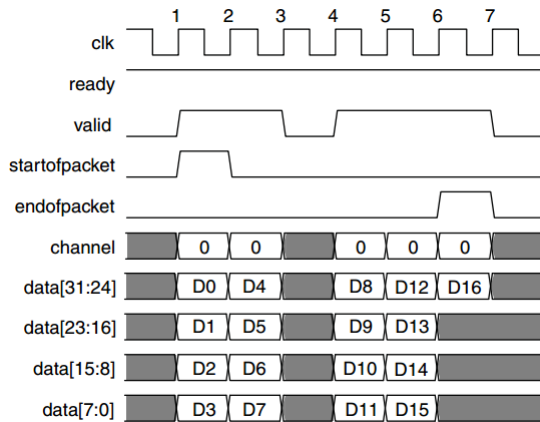 1 2 3 4 5 6 7
clk
ready
valid
startofpacket
endofpacket
channel 0 0 0 0 0
data[31:24] D0 D4 D8 D12 D16
data[23:16] D1 D5 D9 D13
data[15:8] D2 D6 D10 D14
data[7:0] D3 D7 D11 D15